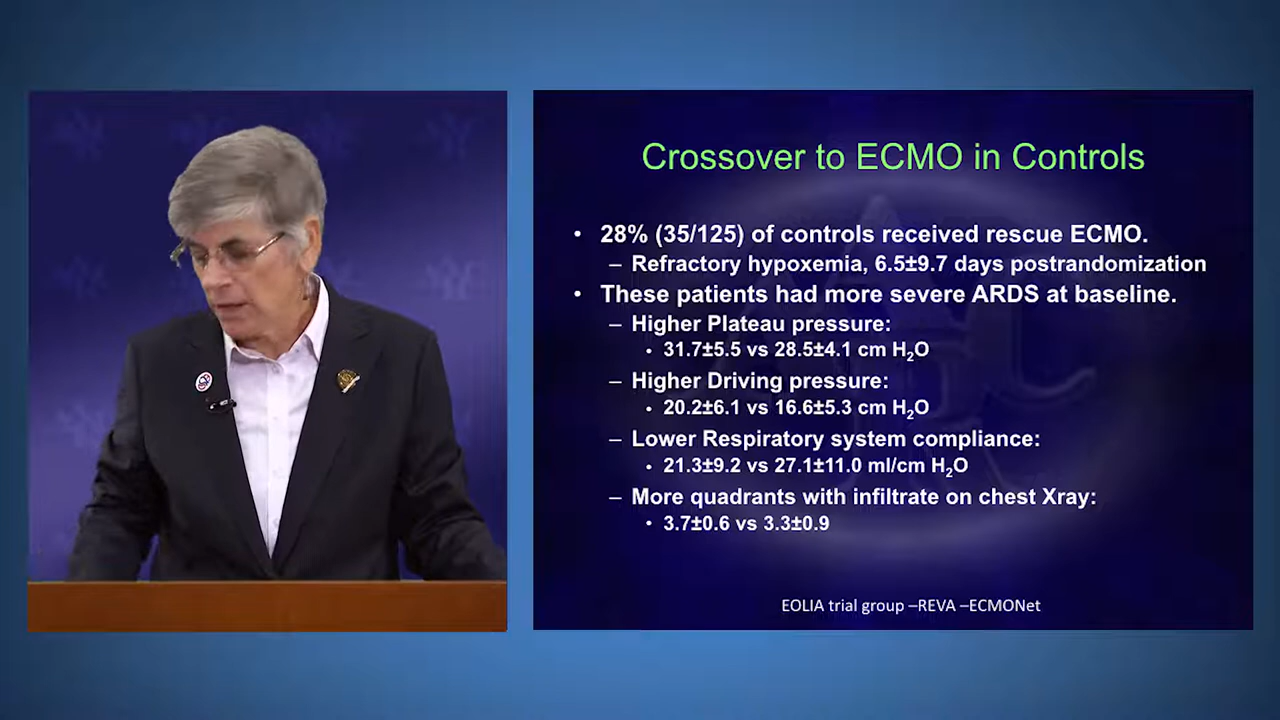 Crossover to ECMO in Controls
• 28% (35/125) of controls received rescue ECMO.
– Refractory hypoxemia, 6.5±9.7 days postrandomization
• These patients had more severe ARDS at baseline.
– Higher Plateau pressure:
• 31.7±5.5 vs 28.5±4.1 cm H₂O
– Higher Driving pressure:
• 20.2±6.1 vs 16.6±5.3 cm H₂O
– Lower Respiratory system compliance:
• 21.3±9.2 vs 27.1±11.0 ml/cm H₂O
– More quadrants with infiltrate on chest Xray:
• 3.7±0.6 vs 3.3±0.9
EOLIA trial group –REVA –ECMONet